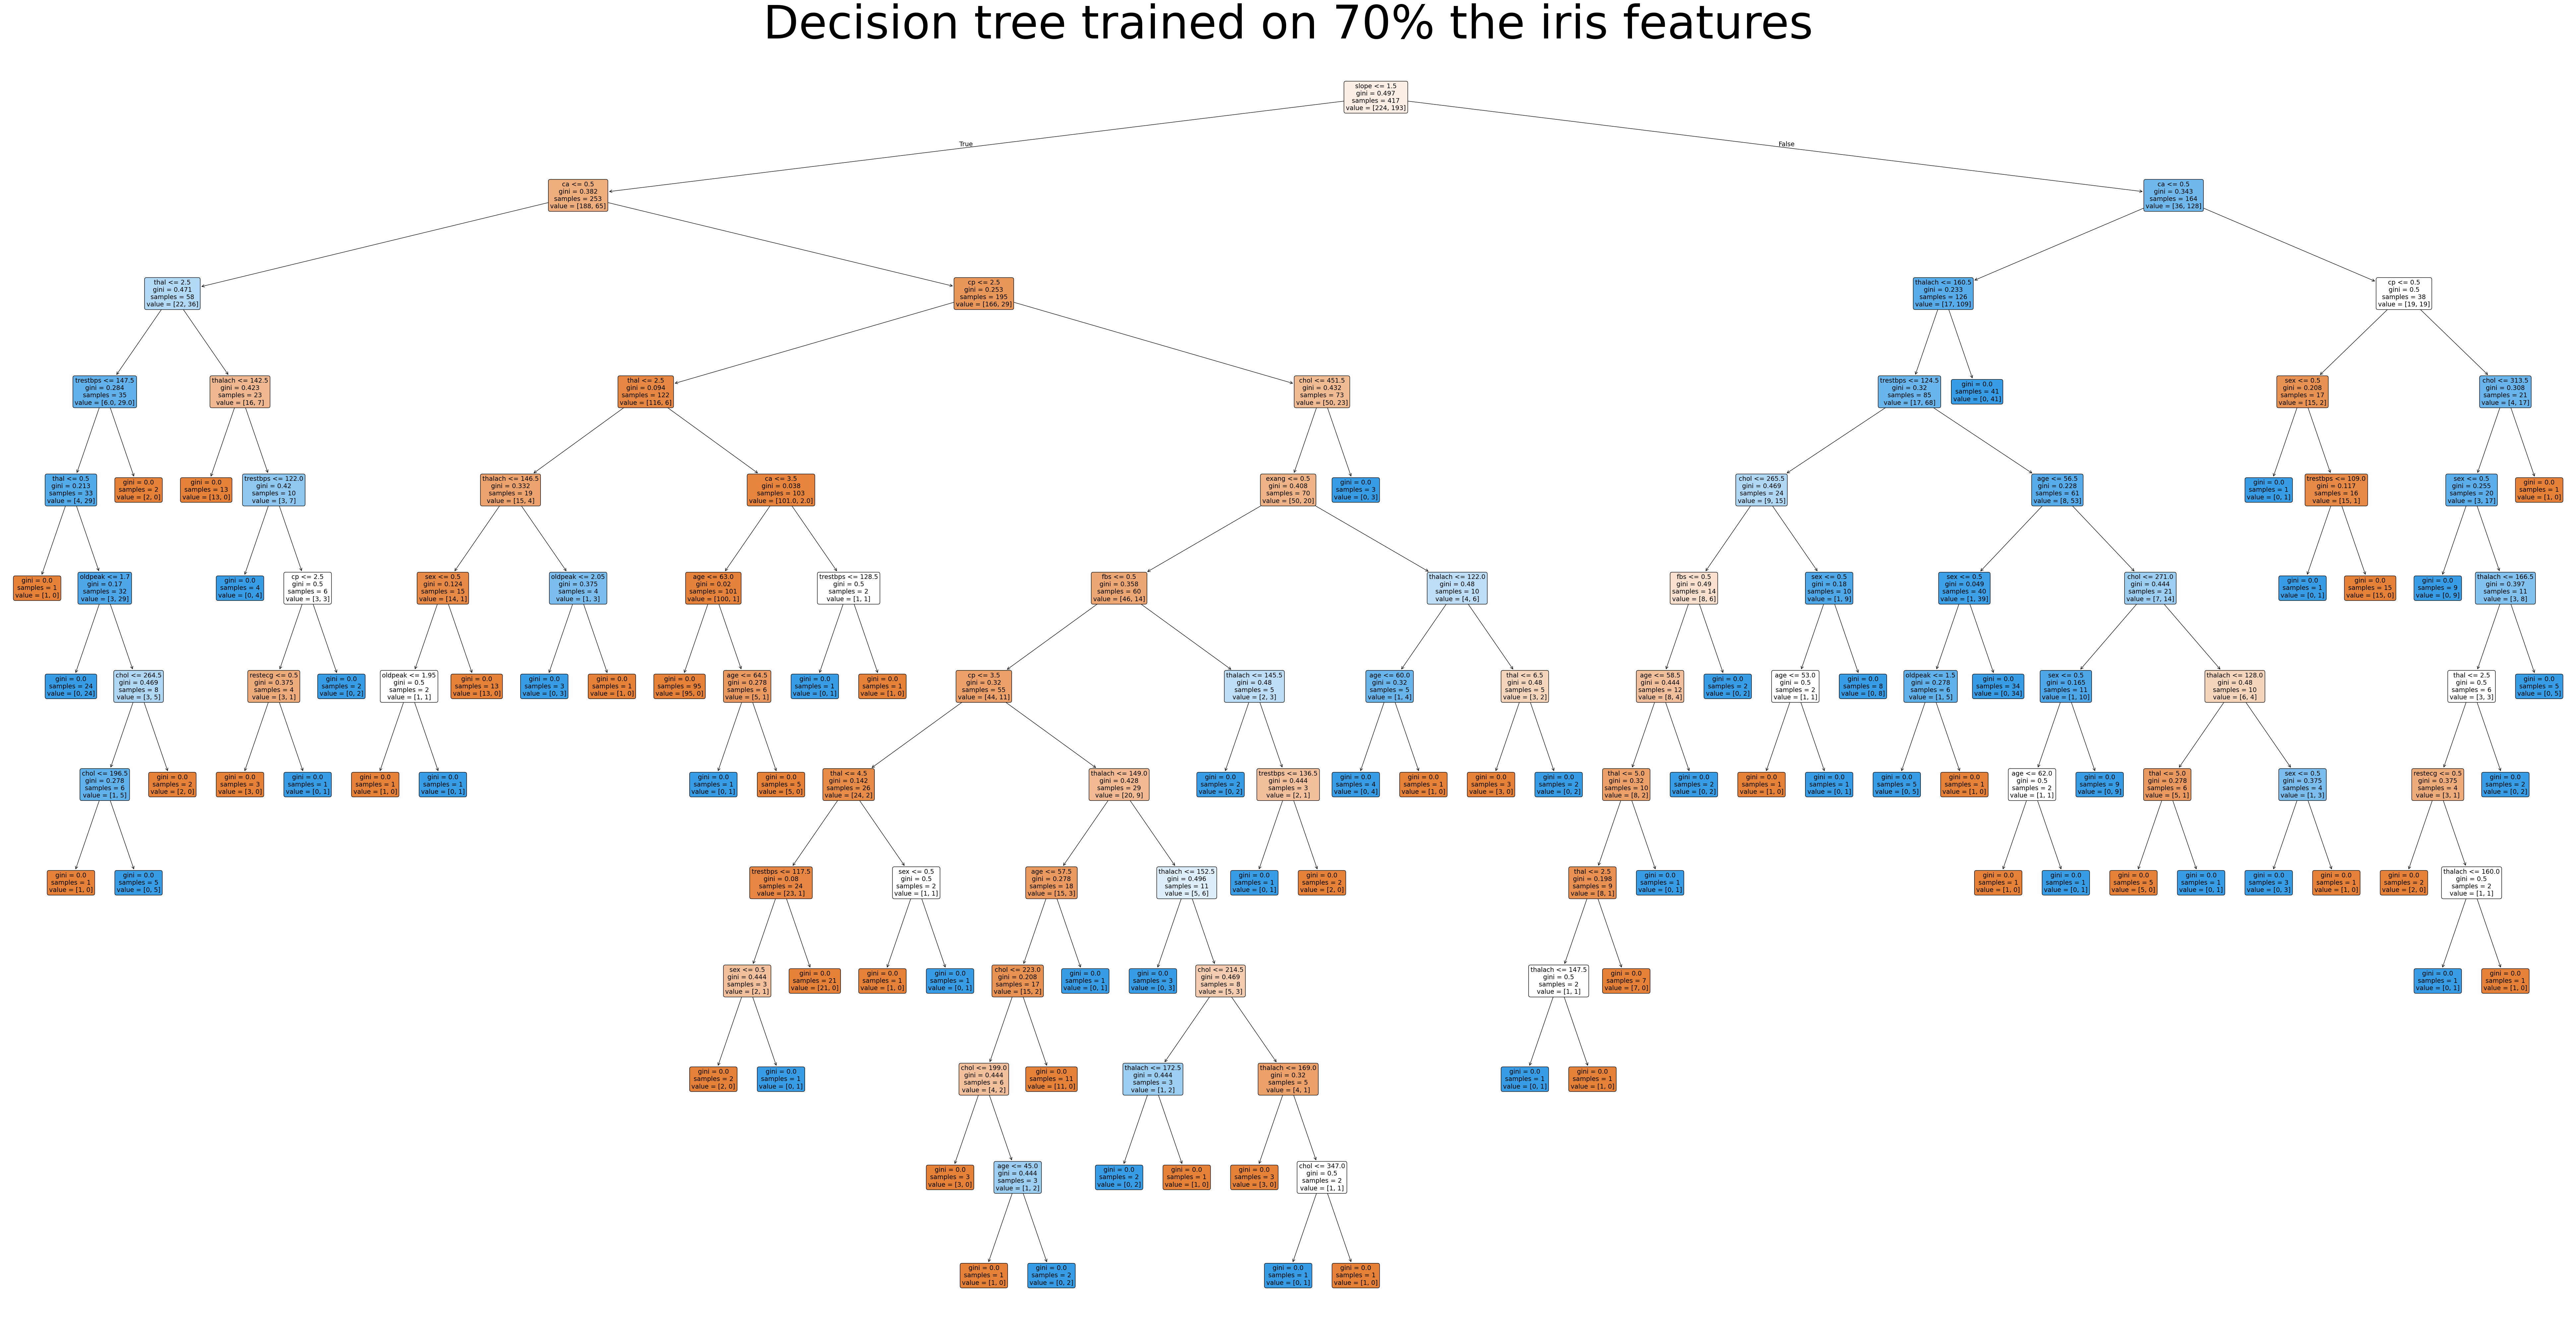 Decision tree trained on 70% the iris features
slope <= 1.5
gini = 0.497
samples = 417
value = [224, 193]
True
False
ca <= 0.5
gini = 0.382
samples = 253
value = [188, 65]
ca <= 0.5
gini = 0.343
samples = 164
value = [36, 128]
thal <= 2.5
gini = 0.471
samples = 58
value = [22, 36]
cp <= 2.5
gini = 0.253
samples = 195
value = [166, 29]
thalach <= 160.5
gini = 0.233
samples = 126
value = [17, 109]
cp <= 0.5
gini = 0.5
samples = 38
value = [19, 19]
trestbps <= 147.5
gini = 0.284
samples = 35
value = [6.0, 29.0]
thalach <= 142.5
gini = 0.423
samples = 23
value = [16, 7]
thal <= 2.5
gini = 0.094
samples = 122
value = [116, 6]
chol <= 451.5
gini = 0.432
samples = 73
value = [50, 23]
trestbps <= 124.5
gini = 0.32
samples = 85
value = [17, 68]
gini = 0.0
samples = 41
value = [0, 41]
sex <= 0.5
gini = 0.208
samples = 17
value = [15, 2]
chol <= 313.5
gini = 0.308
samples = 21
value = [4, 17]
thal <= 0.5
gini = 0.213
samples = 33
value = [4, 29]
gini = 0.0
samples = 2
value = [2, 0]
gini = 0.0
samples = 13
value = [13, 0]
trestbps <= 122.0
gini = 0.42
samples = 10
value = [3, 7]
thalach <= 146.5
gini = 0.332
samples = 19
value = [15, 4]
ca <= 3.5
gini = 0.038
samples = 103
value = [101.0, 2.0]
exang <= 0.5
gini = 0.408
samples = 70
value = [50, 20]
gini = 0.0
samples = 3
value = [0, 3]
chol <= 265.5
gini = 0.469
samples = 24
value = [9, 15]
age <= 56.5
gini = 0.228
samples = 61
value = [8, 53]
gini = 0.0
samples = 1
value = [0, 1]
trestbps <= 109.0
gini = 0.117
samples = 16
value = [15, 1]
sex <= 0.5
gini = 0.255
samples = 20
value = [3, 17]
gini = 0.0
samples = 1
value = [1, 0]
gini = 0.0
samples = 1
value = [1, 0]
oldpeak <= 1.7
gini = 0.17
samples = 32
value = [3, 29]
gini = 0.0
samples = 4
value = [0, 4]
cp <= 2.5
gini = 0.5
samples = 6
value = [3, 3]
sex <= 0.5
gini = 0.124
samples = 15
value = [14, 1]
oldpeak <= 2.05
gini = 0.375
samples = 4
value = [1, 3]
age <= 63.0
gini = 0.02
samples = 101
value = [100, 1]
trestbps <= 128.5
gini = 0.5
samples = 2
value = [1, 1]
fbs <= 0.5
gini = 0.358
samples = 60
value = [46, 14]
thalach <= 122.0
gini = 0.48
samples = 10
value = [4, 6]
fbs <= 0.5
gini = 0.49
samples = 14
value = [8, 6]
sex <= 0.5
gini = 0.18
samples = 10
value = [1, 9]
sex <= 0.5
gini = 0.049
samples = 40
value = [1, 39]
chol <= 271.0
gini = 0.444
samples = 21
value = [7, 14]
gini = 0.0
samples = 1
value = [0, 1]
gini = 0.0
samples = 15
value = [15, 0]
gini = 0.0
samples = 9
value = [0, 9]
thalach <= 166.5
gini = 0.397
samples = 11
value = [3, 8]
gini = 0.0
samples = 24
value = [0, 24]
chol <= 264.5
gini = 0.469
samples = 8
value = [3, 5]
restecg <= 0.5
gini = 0.375
samples = 4
value = [3, 1]
gini = 0.0
samples = 2
value = [0, 2]
oldpeak <= 1.95
gini = 0.5
samples = 2
value = [1, 1]
gini = 0.0
samples = 13
value = [13, 0]
gini = 0.0
samples = 3
value = [0, 3]
gini = 0.0
samples = 1
value = [1, 0]
gini = 0.0
samples = 95
value = [95, 0]
age <= 64.5
gini = 0.278
samples = 6
value = [5, 1]
gini = 0.0
samples = 1
value = [0, 1]
gini = 0.0
samples = 1
value = [1, 0]
cp <= 3.5
gini = 0.32
samples = 55
value = [44, 11]
thalach <= 145.5
gini = 0.48
samples = 5
value = [2, 3]
age <= 60.0
gini = 0.32
samples = 5
value = [1, 4]
thal <= 6.5
gini = 0.48
samples = 5
value = [3, 2]
age <= 58.5
gini = 0.444
samples = 12
value = [8, 4]
gini = 0.0
samples = 2
value = [0, 2]
age <= 53.0
gini = 0.5
samples = 2
value = [1, 1]
gini = 0.0
samples = 8
value = [0, 8]
oldpeak <= 1.5
gini = 0.278
samples = 6
value = [1, 5]
gini = 0.0
samples = 34
value = [0, 34]
sex <= 0.5
gini = 0.165
samples = 11
value = [1, 10]
thalach <= 128.0
gini = 0.48
samples = 10
value = [6, 4]
thal <= 2.5
gini = 0.5
samples = 6
value = [3, 3]
gini = 0.0
samples = 5
value = [0, 5]
chol <= 196.5
gini = 0.278
samples = 6
value = [1, 5]
gini = 0.0
samples = 2
value = [2, 0]
gini = 0.0
samples = 3
value = [3, 0]
gini = 0.0
samples = 1
value = [0, 1]
gini = 0.0
samples = 1
value = [1, 0]
gini = 0.0
samples = 1
value = [0, 1]
gini = 0.0
samples = 1
value = [0, 1]
gini = 0.0
samples = 5
value = [5, 0]
thal <= 4.5
gini = 0.142
samples = 26
value = [24, 2]
thalach <= 149.0
gini = 0.428
samples = 29
value = [20, 9]
gini = 0.0
samples = 2
value = [0, 2]
trestbps <= 136.5
gini = 0.444
samples = 3
value = [2, 1]
gini = 0.0
samples = 4
value = [0, 4]
gini = 0.0
samples = 1
value = [1, 0]
gini = 0.0
samples = 3
value = [3, 0]
gini = 0.0
samples = 2
value = [0, 2]
thal <= 5.0
gini = 0.32
samples = 10
value = [8, 2]
gini = 0.0
samples = 2
value = [0, 2]
gini = 0.0
samples = 1
value = [1, 0]
gini = 0.0
samples = 1
value = [0, 1]
gini = 0.0
samples = 5
value = [0, 5]
gini = 0.0
samples = 1
value = [1, 0]
age <= 62.0
gini = 0.5
samples = 2
value = [1, 1]
gini = 0.0
samples = 9
value = [0, 9]
thal <= 5.0
gini = 0.278
samples = 6
value = [5, 1]
sex <= 0.5
gini = 0.375
samples = 4
value = [1, 3]
restecg <= 0.5
gini = 0.375
samples = 4
value = [3, 1]
gini = 0.0
samples = 2
value = [0, 2]
gini = 0.0
samples = 1
value = [1, 0]
gini = 0.0
samples = 5
value = [0, 5]
trestbps <= 117.5
gini = 0.08
samples = 24
value = [23, 1]
sex <= 0.5
gini = 0.5
samples = 2
value = [1, 1]
age <= 57.5
gini = 0.278
samples = 18
value = [15, 3]
thalach <= 152.5
gini = 0.496
samples = 11
value = [5, 6]
gini = 0.0
samples = 1
value = [0, 1]
gini = 0.0
samples = 2
value = [2, 0]
thal <= 2.5
gini = 0.198
samples = 9
value = [8, 1]
gini = 0.0
samples = 1
value = [0, 1]
gini = 0.0
samples = 1
value = [1, 0]
gini = 0.0
samples = 1
value = [0, 1]
gini = 0.0
samples = 5
value = [5, 0]
gini = 0.0
samples = 1
value = [0, 1]
gini = 0.0
samples = 3
value = [0, 3]
gini = 0.0
samples = 1
value = [1, 0]
gini = 0.0
samples = 2
value = [2, 0]
thalach <= 160.0
gini = 0.5
samples = 2
value = [1, 1]
sex <= 0.5
gini = 0.444
samples = 3
value = [2, 1]
gini = 0.0
samples = 21
value = [21, 0]
gini = 0.0
samples = 1
value = [1, 0]
gini = 0.0
samples = 1
value = [0, 1]
chol <= 223.0
gini = 0.208
samples = 17
value = [15, 2]
gini = 0.0
samples = 1
value = [0, 1]
gini = 0.0
samples = 3
value = [0, 3]
chol <= 214.5
gini = 0.469
samples = 8
value = [5, 3]
thalach <= 147.5
gini = 0.5
samples = 2
value = [1, 1]
gini = 0.0
samples = 7
value = [7, 0]
gini = 0.0
samples = 1
value = [0, 1]
gini = 0.0
samples = 1
value = [1, 0]
gini = 0.0
samples = 2
value = [2, 0]
gini = 0.0
samples = 1
value = [0, 1]
chol <= 199.0
gini = 0.444
samples = 6
value = [4, 2]
gini = 0.0
samples = 11
value = [11, 0]
thalach <= 172.5
gini = 0.444
samples = 3
value = [1, 2]
thalach <= 169.0
gini = 0.32
samples = 5
value = [4, 1]
gini = 0.0
samples = 1
value = [0, 1]
gini = 0.0
samples = 1
value = [1, 0]
gini = 0.0
samples = 3
value = [3, 0]
age <= 45.0
gini = 0.444
samples = 3
value = [1, 2]
gini = 0.0
samples = 2
value = [0, 2]
gini = 0.0
samples = 1
value = [1, 0]
gini = 0.0
samples = 3
value = [3, 0]
chol <= 347.0
gini = 0.5
samples = 2
value = [1, 1]
gini = 0.0
samples = 1
value = [1, 0]
gini = 0.0
samples = 2
value = [0, 2]
gini = 0.0
samples = 1
value = [0, 1]
gini = 0.0
samples = 1
value = [1, 0]